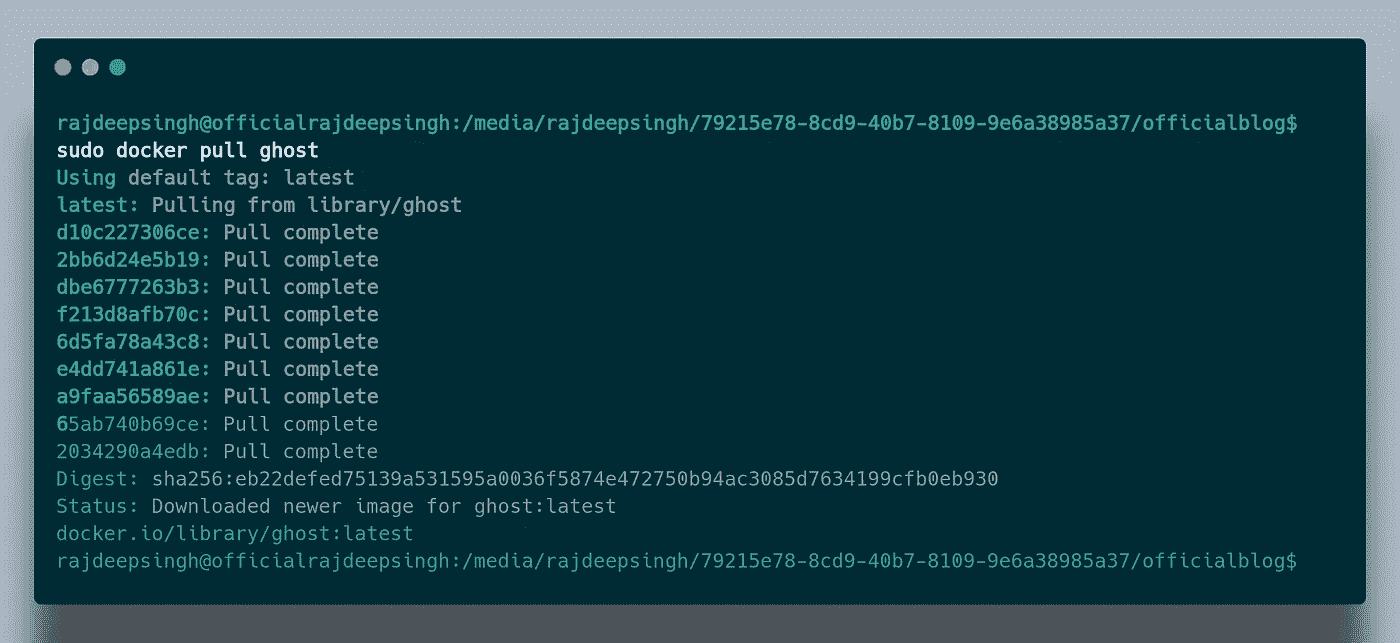 rajdeepsingh@officialrajdeepsingh:/media/rajdeepsingh/79215e78-8cd9-40b7-8109-9e6a38985a37/officialblog$
sudo docker pull ghost
Using default tag: latest
latest: Pulling from library/ghost
d10c227306ce: Pull complete
2bb6d24e5b19: Pull complete
dbe6777263b3: Pull complete
f213d8afb70c: Pull complete
6d5fa78a43c8: Pull complete
e4dd741a861e: Pull complete
a9faa56589ae: Pull complete
65ab740b69ce: Pull complete
2034290a4edb: Pull complete
Digest: sha256:eb22defed75139a531595a0036f5874e472750b94ac3085d7634199cfb0eb930
Status: Downloaded newer image for ghost:latest
docker.io/library/ghost:latest
rajdeepsingh@officialrajdeepsingh:/media/rajdeepsingh/79215e78-8cd9-40b7-8109-9e6a38985a37/officialblog$